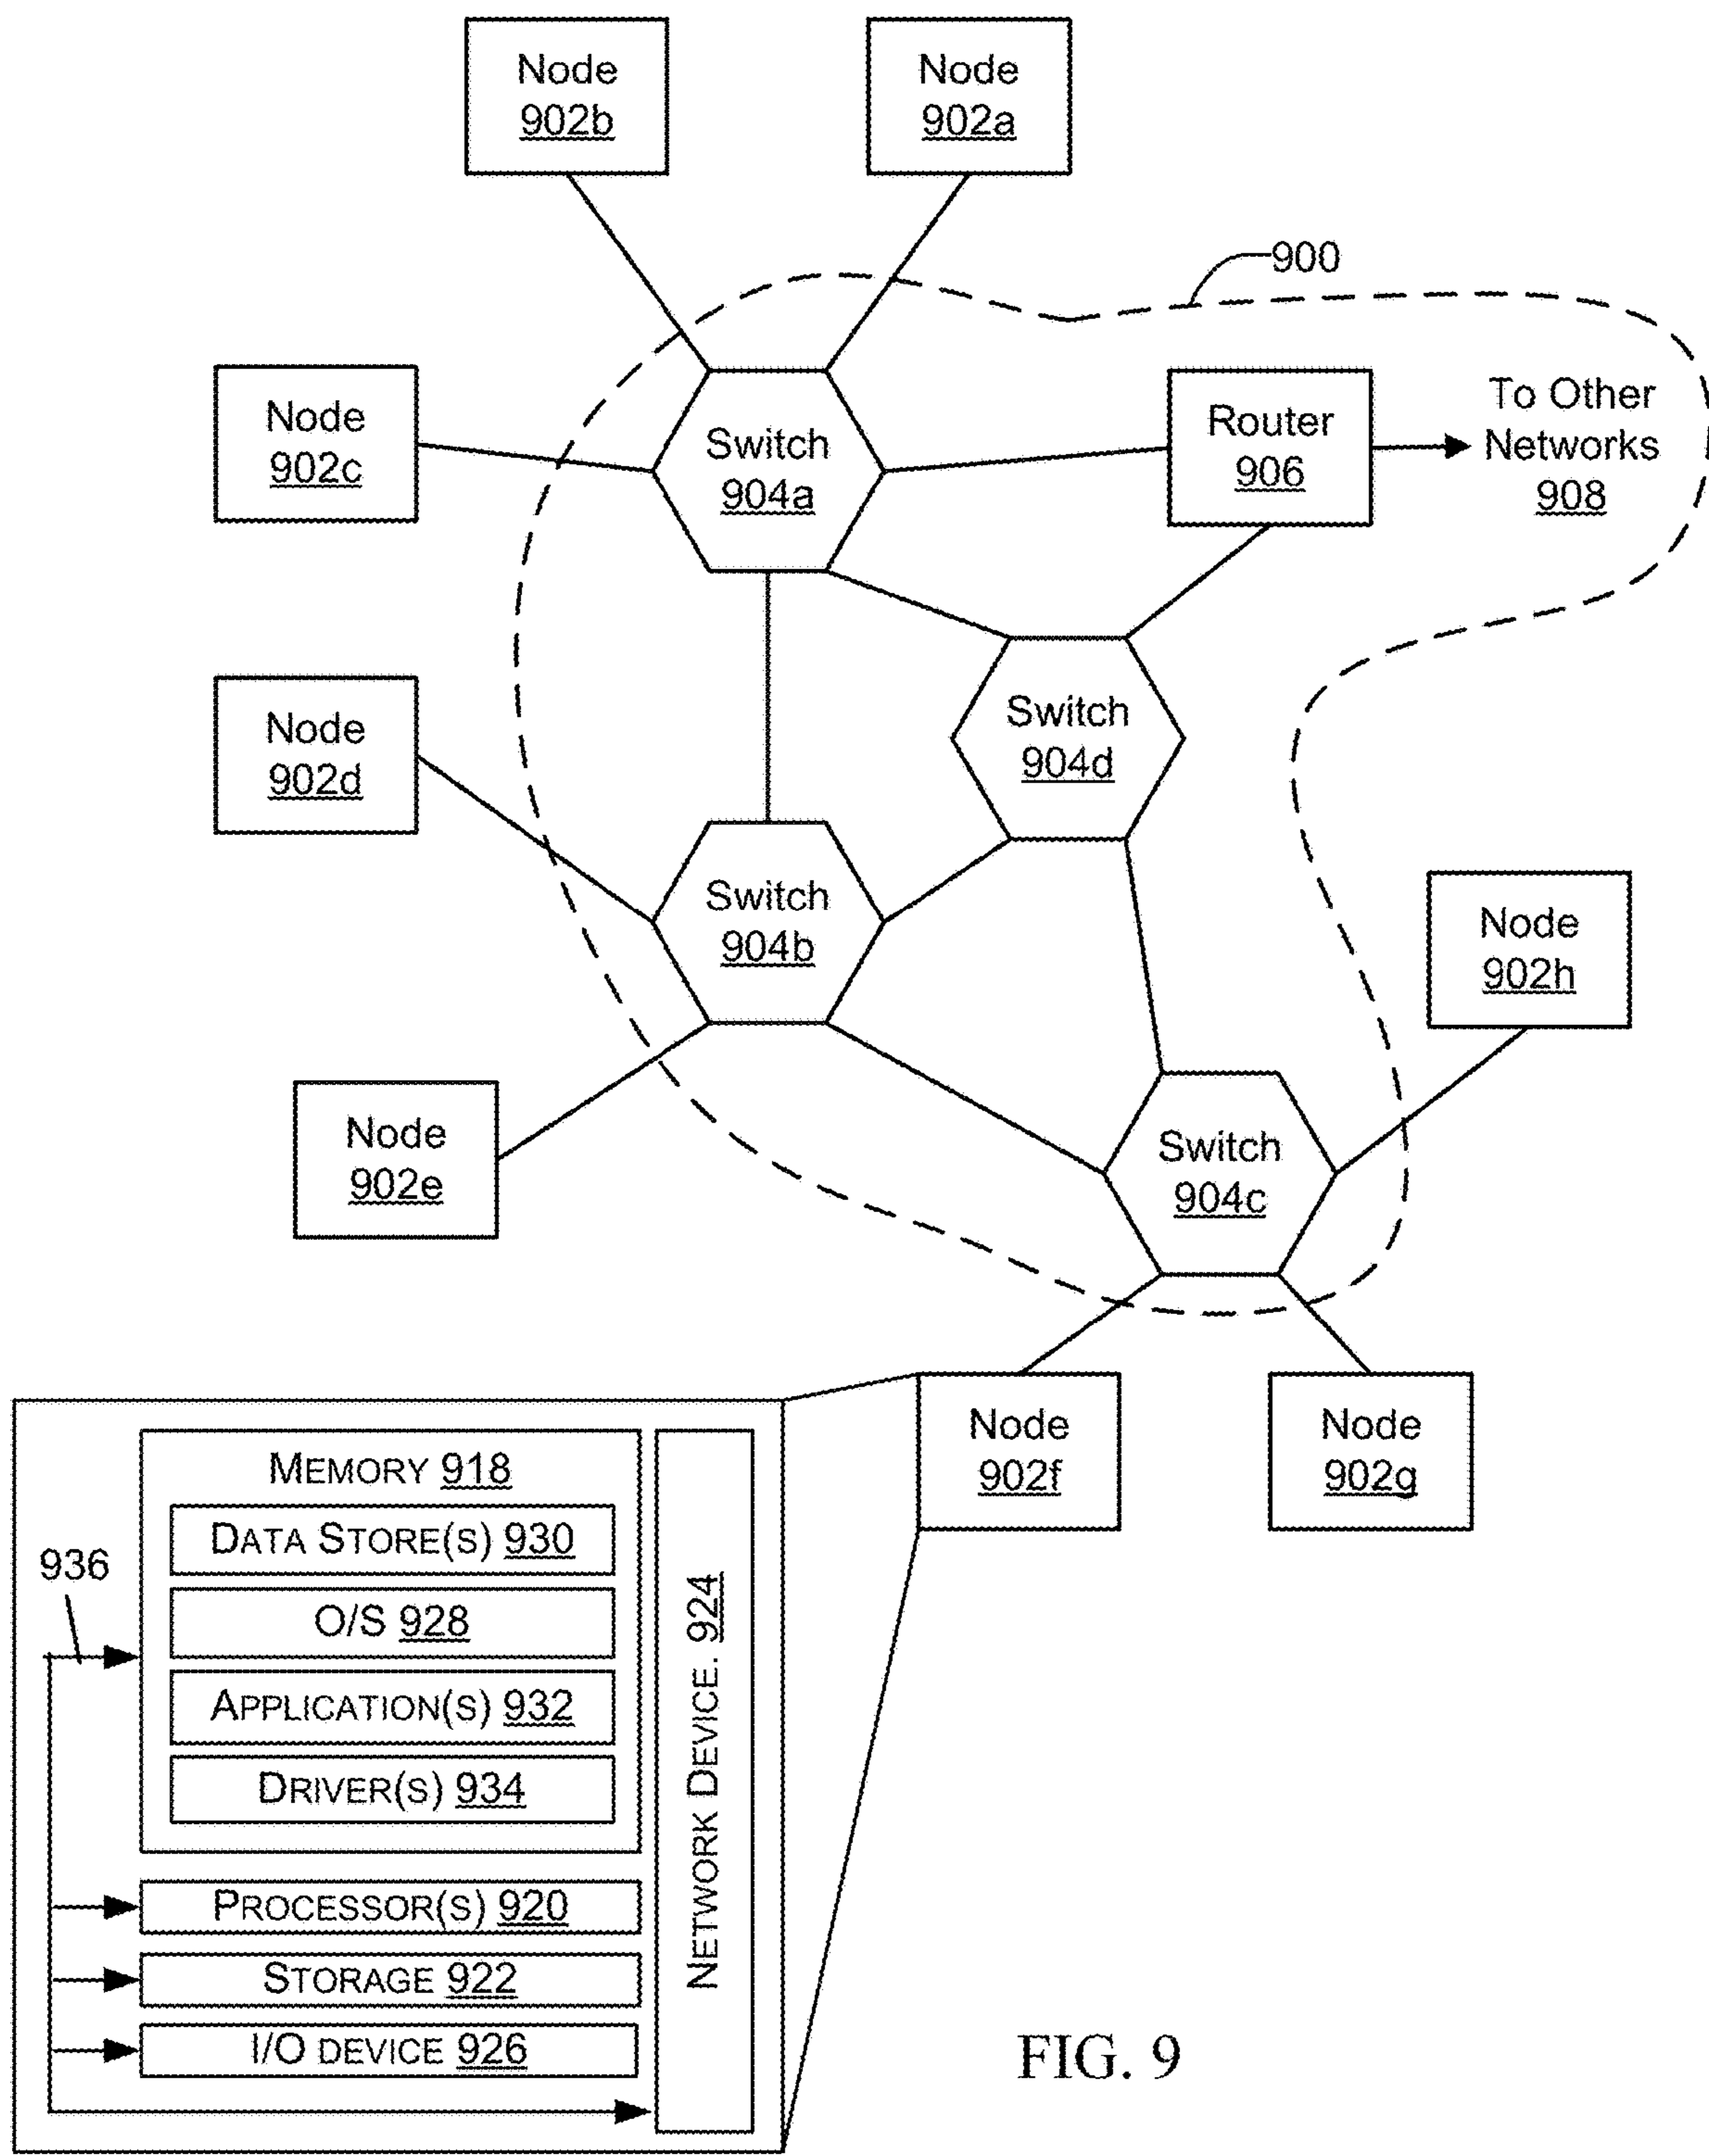 Node
902b
Node
902a
900
Node
902c
Switch
904a
Router
906
To Other
Networks
908
Node
902d
Switch
904d
Switch
904b
Node
902h
Node
902e
Switch
904c
Node
902f
Node
902g
MEMORY 918
DATA STORE(S) 930
936
O/S 928
APPLICATION(S) 932
DRIVER(S) 934
NETWORK DEVICE. 924
PROCESSOR(S) 920
STORAGE 922
I/O DEVICE 926
FIG. 9